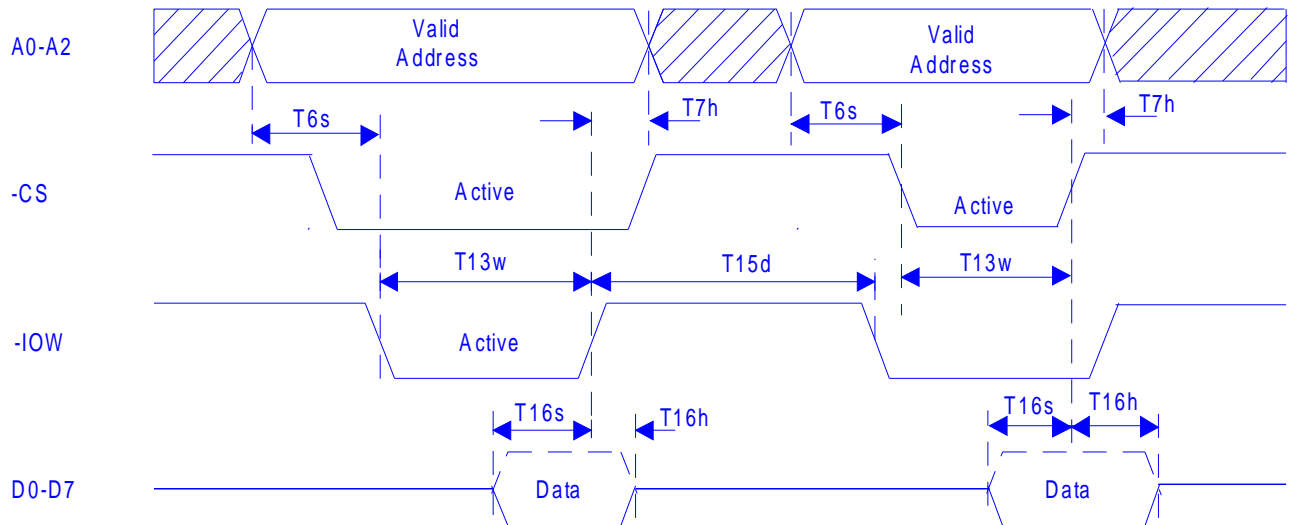 A0-A2
Valid
Address
Valid
Address
T6s
T7h
T6s
T7h
-CS
Active
Active
T13w
T15d
T13w
-IOW
Active
T16s
T16h
T16s
T16h
D0-D7
Data
Data